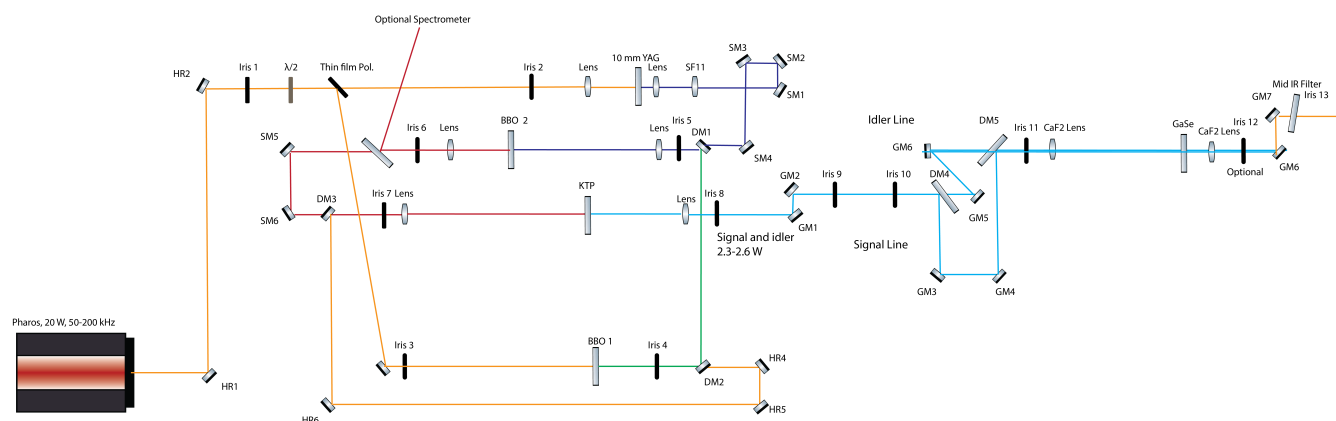 Optional Spectrometer
HR2
Iris 1
λ/2
Thin film Pol.
Iris 2
Lens
10 mm YAG
Lens
SF11
SM3
SM2
SM1
SM5
Iris 6
Lens
BBO 2
Lens
Iris 5
DM1
SM4
SM6
DM3
Iris 7
Lens
KTP
Lens
Iris 8
GM2
GM1
Iris 9
Iris 10
Signal and idler
2.3-2.6 W
Idler Line
GM6
DM5
Iris 11
CaF2 Lens
GaSe
CaF2 Lens
Iris 12
Optional
GM7
Mid IR Filter
Iris 13
GM6
DM4
GM5
Signal Line
GM3
GM4
Pharos, 20 W, 50-200 kHz
HR1
Iris 3
BBO 1
Iris 4
DM2
HR4
HR5
HR6